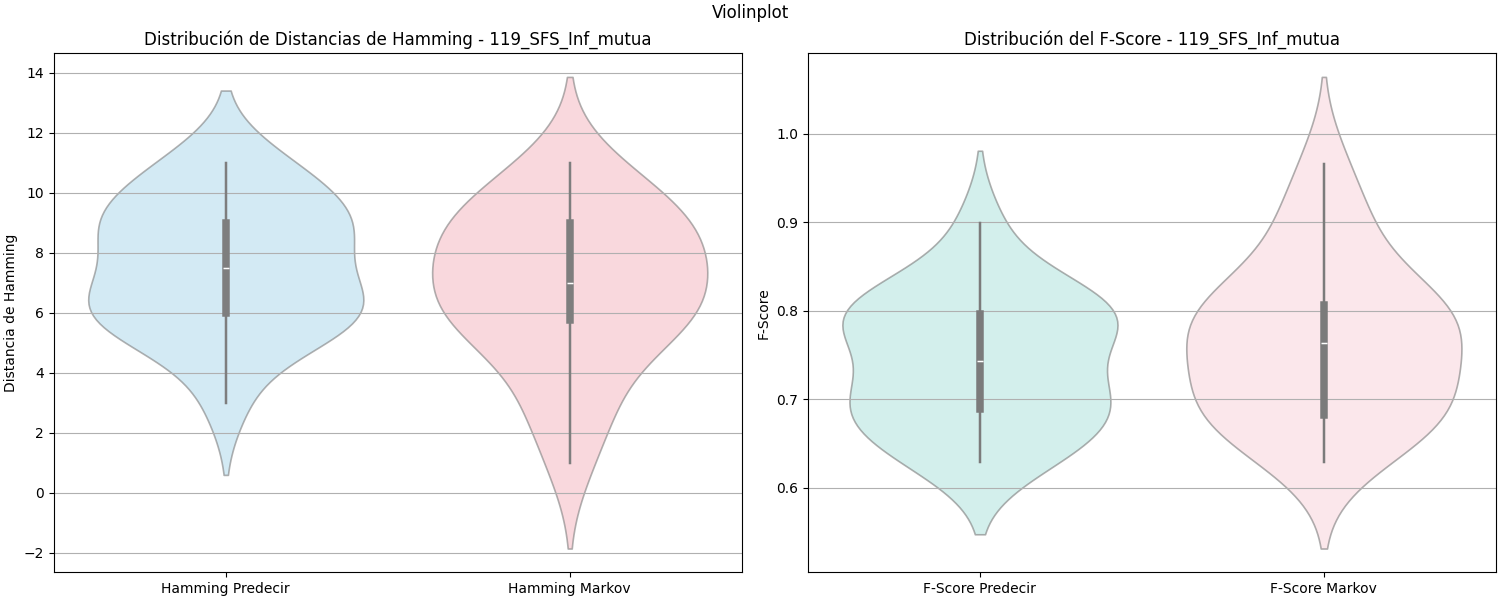 Violinplot
Distribución de Distancias de Hamming - 119_SFS_Inf_mutua
Distancia de Hamming
14
12
10
8
6
4
2
0
−2
Hamming Predecir
Hamming Markov
Distribución del F-Score - 119_SFS_Inf_mutua
F-Score
1.0
0.9
0.8
0.7
0.6
F-Score Predecir
F-Score Markov